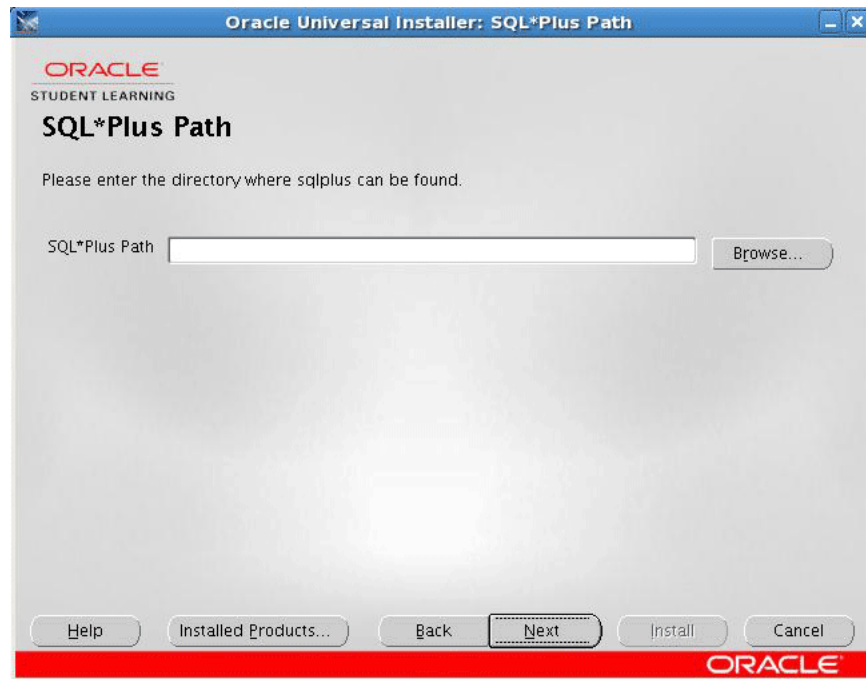 Oracle Universal Installer: SQL*Plus Path
ORACLE
STUDENT LEARNING
SQL*Plus Path
Please enter the directory where sqlplus can be found.
SQL*Plus Path
Browse...
Help
Installed Products...
Back
Next
Install
Cancel
ORACLE